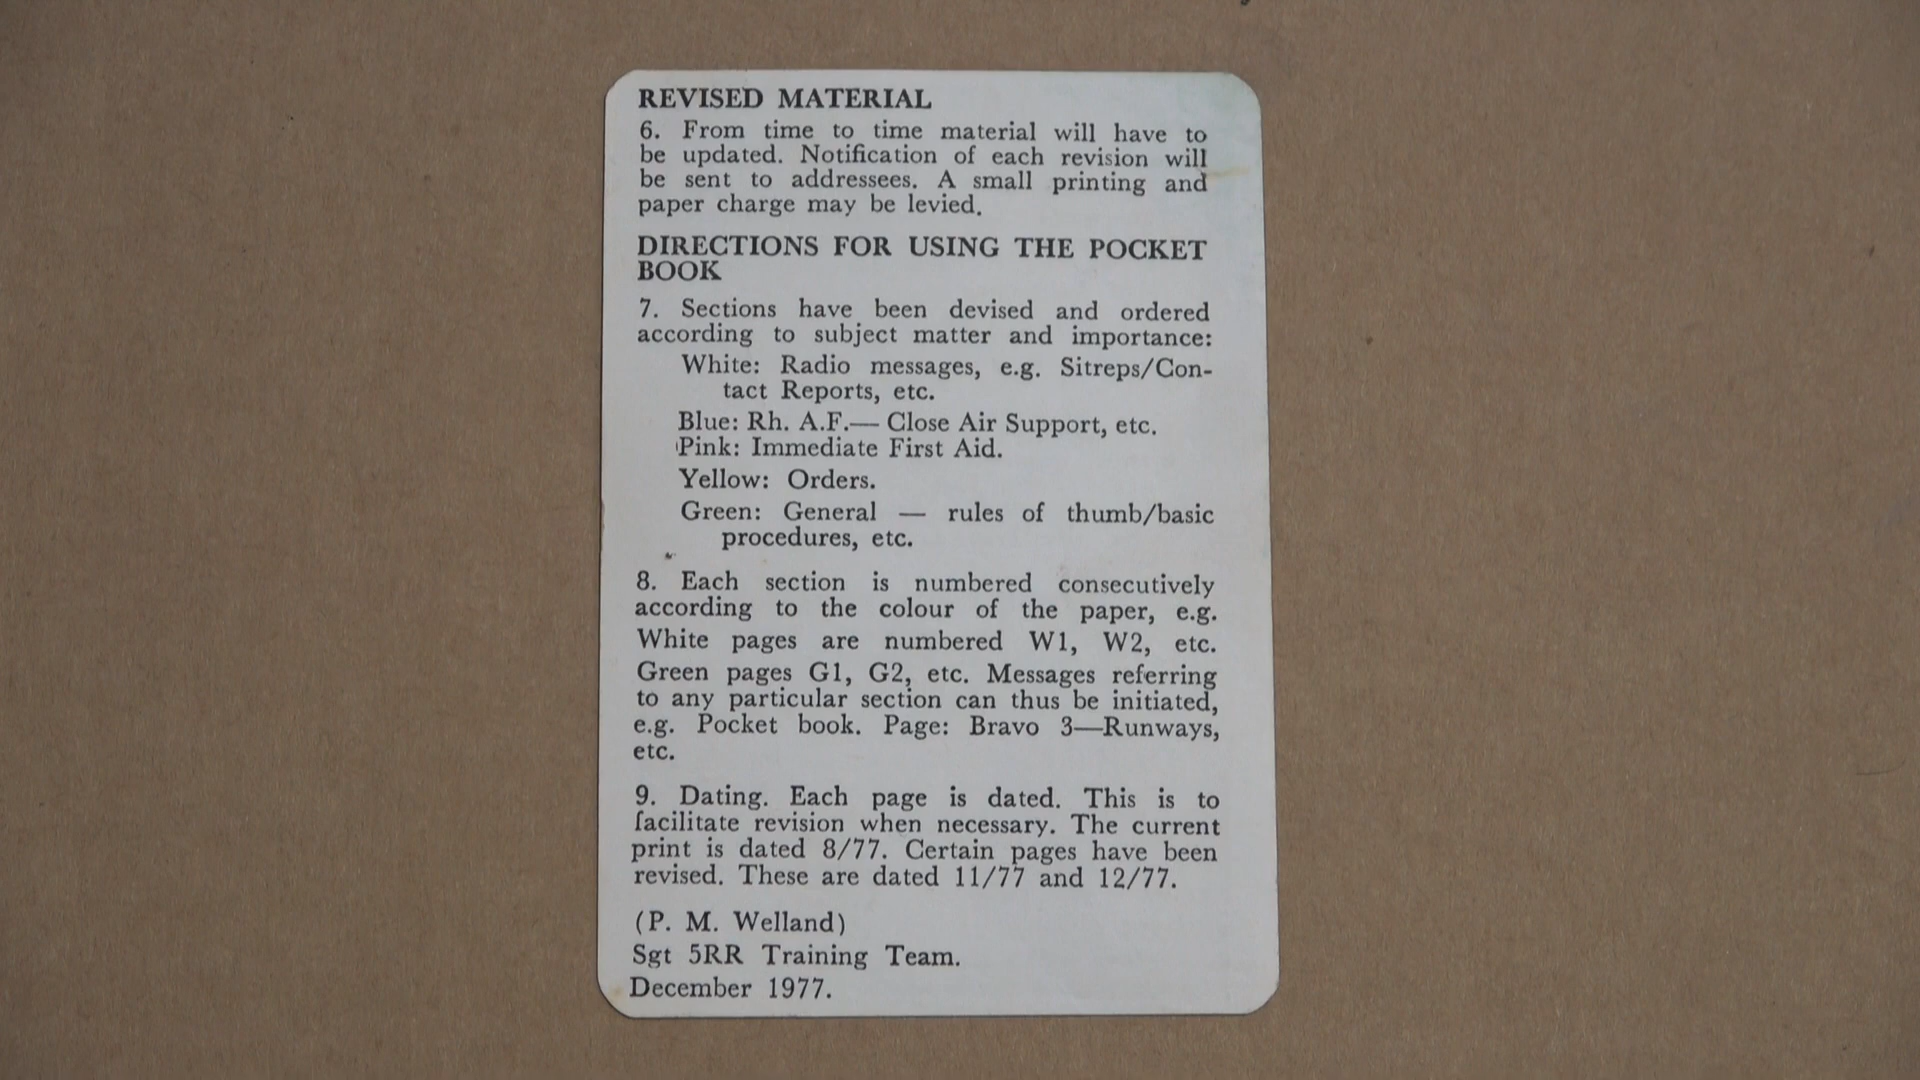 REVISED MATERIAL
6. From time to time material will have to
be updated. Notification of each revision will
be sent to addressees. A small printing and
paper charge may be levied.
DIRECTIONS FOR USING THE POCKET
BOOK
7. Sections have been devised and ordered
according to subject matter and importance:
White: Radio messages, e.g. Sitreps/Con-
tact Reports, etc.
Blue: Rh. A.F.— Close Air Support, etc.
Pink: Immediate First Aid.
Yellow: Orders.
Green: General — rules of thumb/basic
procedures, etc.
8. Each section is numbered consecutively
according to the colour of the paper, e.g.
White pages are numbered W1, W2, etc.
Green pages G1, G2, etc. Messages referring
to any particular section can thus be initiated,
e.g. Pocket book. Page: Bravo 3—Runways,
etc.
9. Dating. Each page is dated. This is to
facilitate revision when necessary. The current
print is dated 8/77. Certain pages have been
revised. These are dated 11/77 and 12/77.
(P. M. Welland)
Sgt 5RR Training Team.
December 1977.